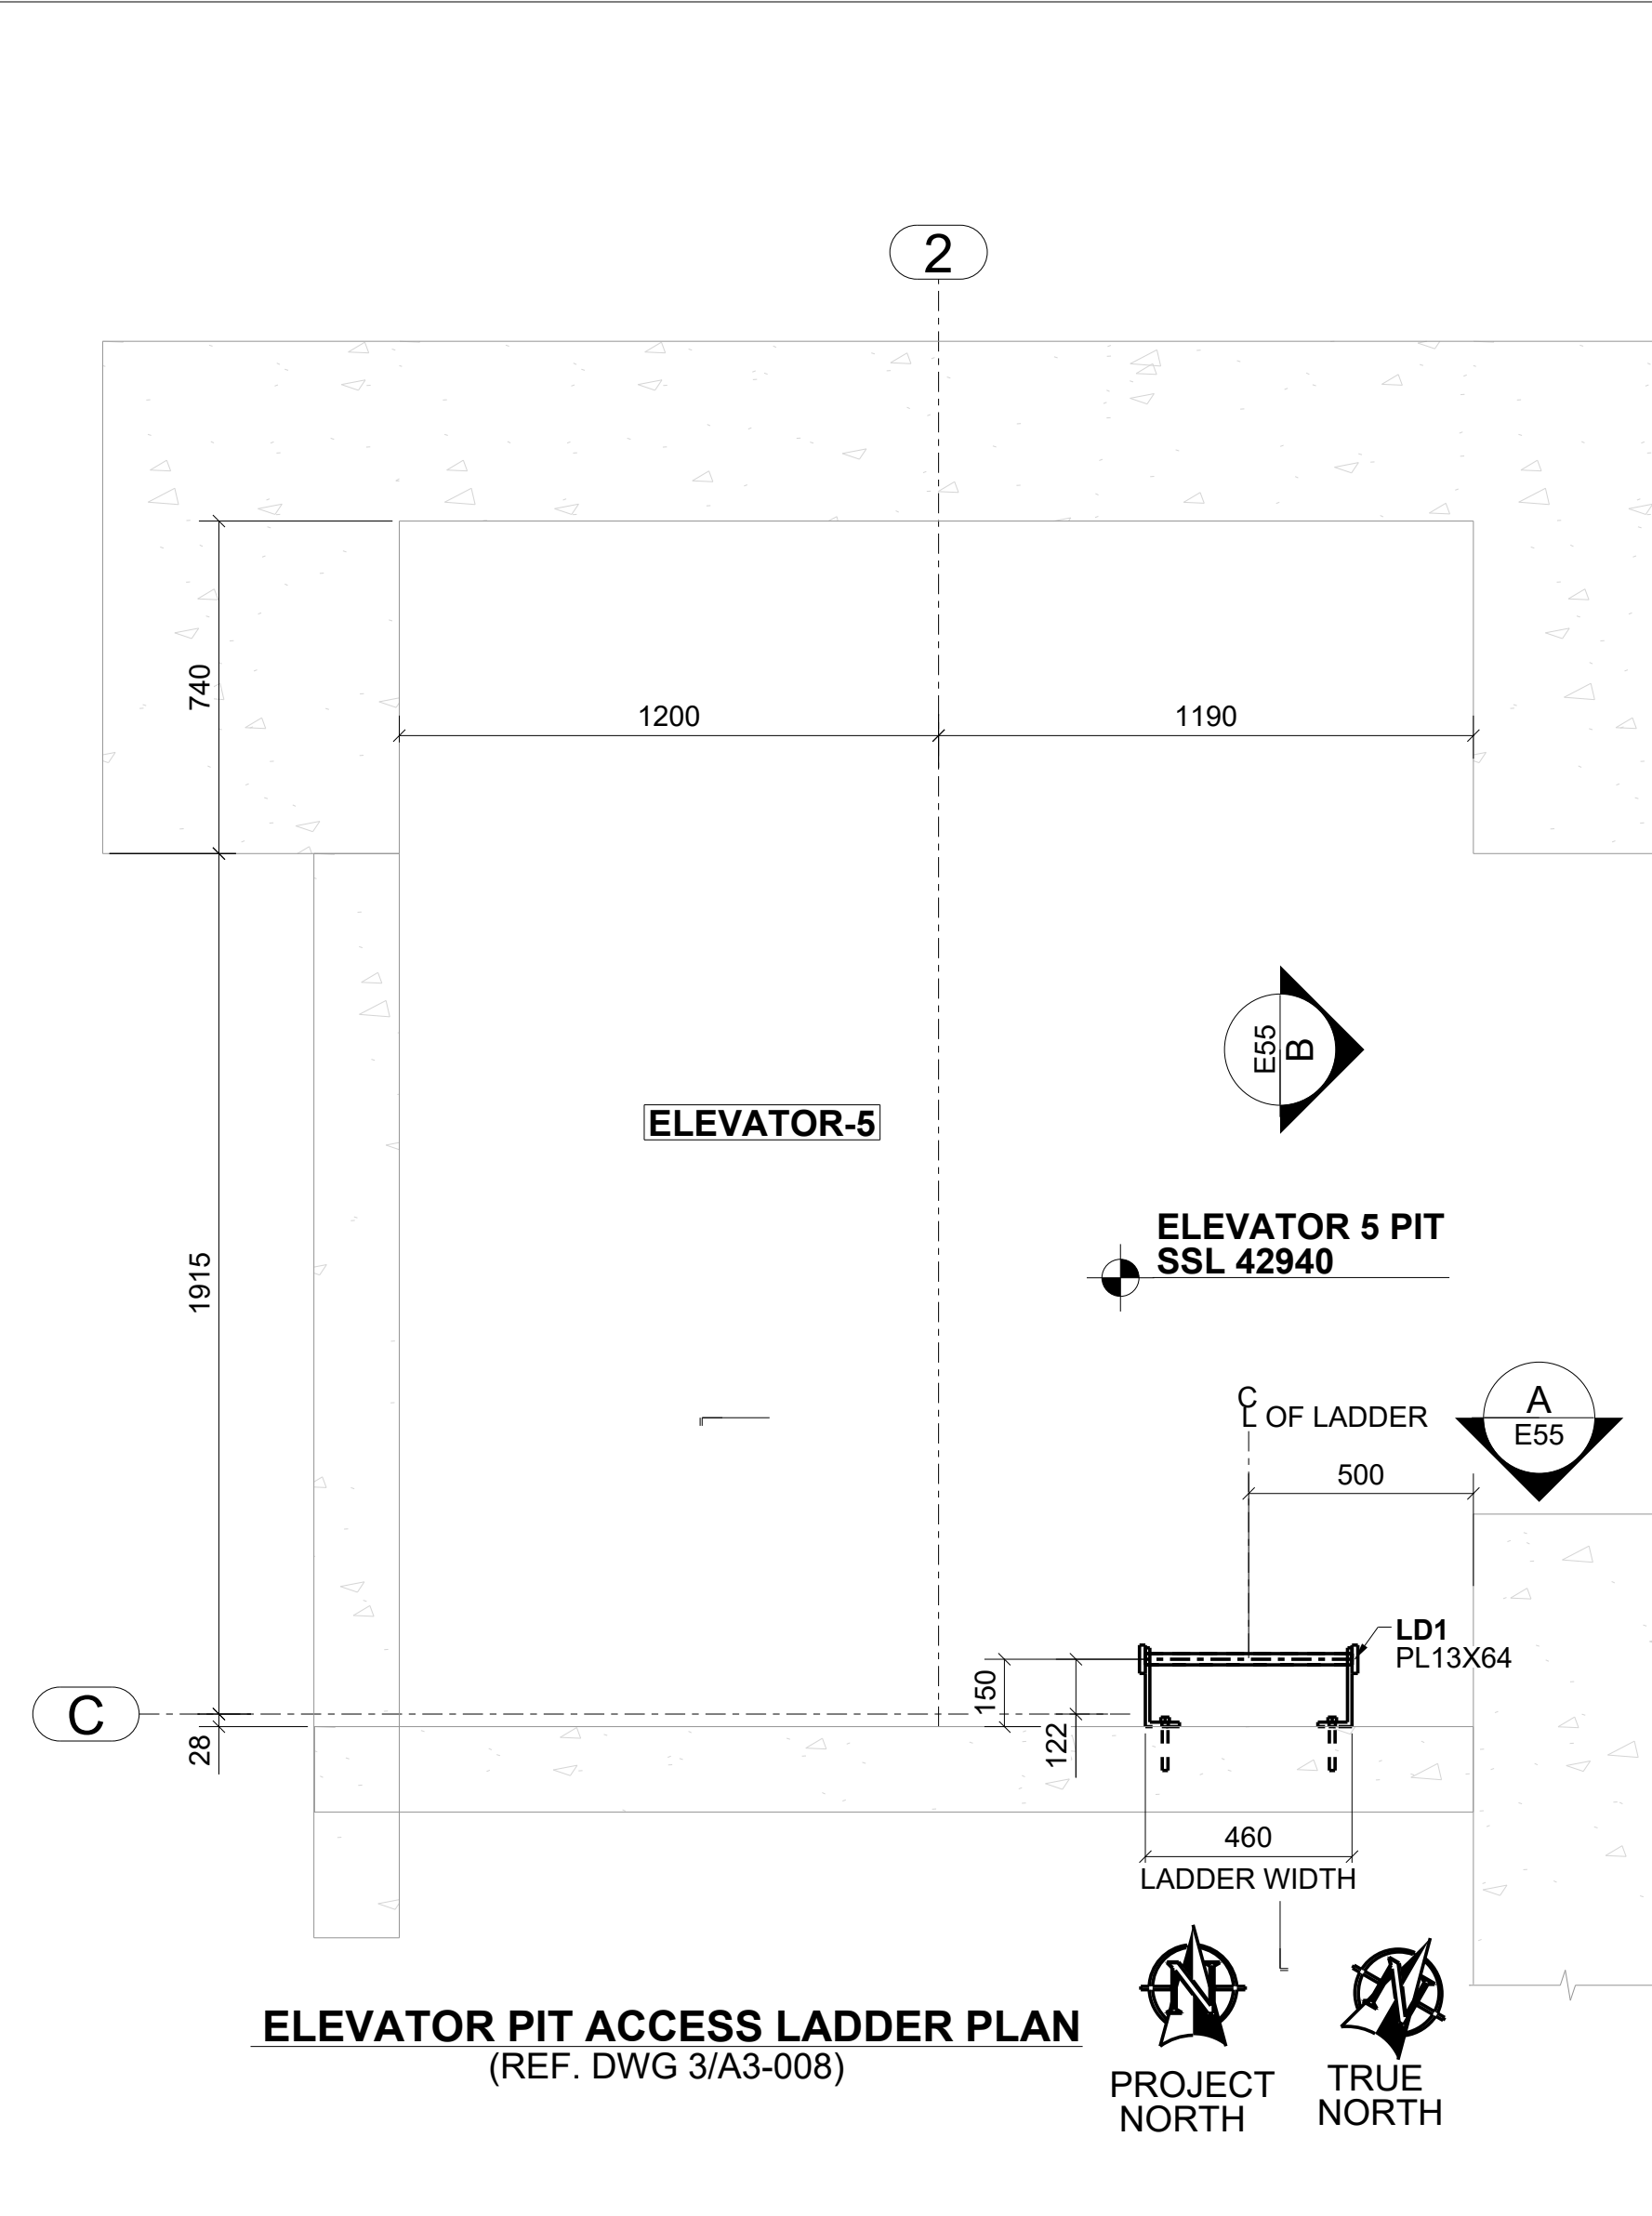 2
740
1200
1190
E55
B
ELEVATOR-5
ELEVATOR 5 PIT
SSL 42940
1915
CL OF LADDER
A
E55
500
LD1
PL13X64
150
122
C
28
460
LADDER WIDTH
N
N
ELEVATOR PIT ACCESS LADDER PLAN
(REF. DWG 3/A3-008)
PROJECT
NORTH
TRUE
NORTH